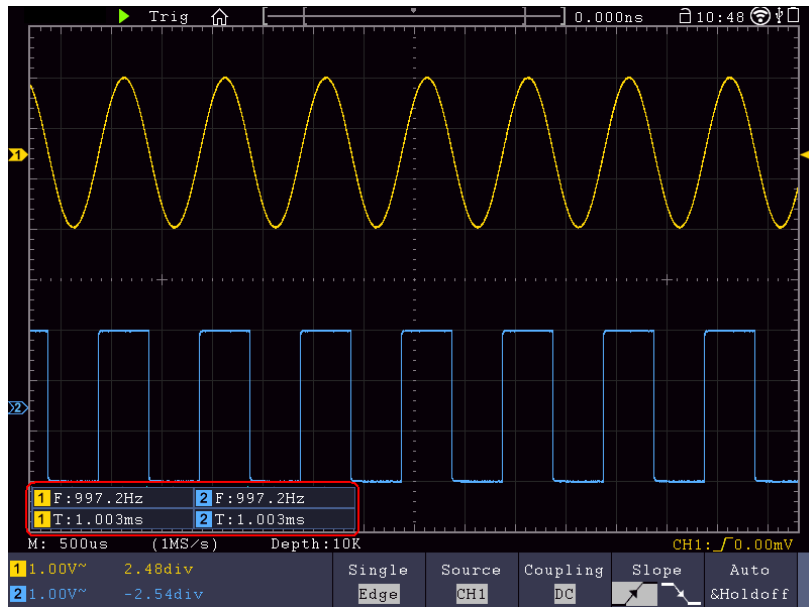 Trig 0.000ns 10:48
1
2
1 F:997.2Hz 2 F:997.2Hz
1 T:1.003ms 2 T:1.003ms
M: 500us (1MS/s) Depth:10K CH1: 0.00mV
1 1.00V~ 2.48div Single Source Coupling Slope Auto
2 1.00V~ -2.54div Edge CH1 DC &Holdoff